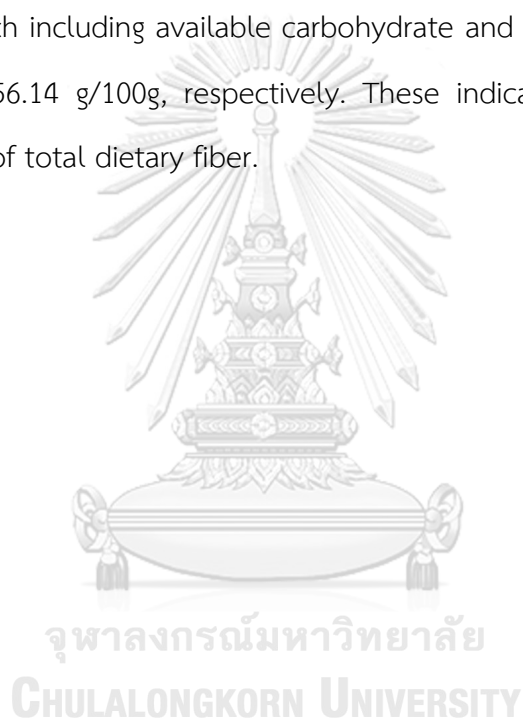 th including available carbohydrate and
56.14 g/100g, respectively. These indica
of total dietary fiber.
จุฬาลงกรณ์มหาวิทยาลัย
CHULALONGKORN UNIVERSITY